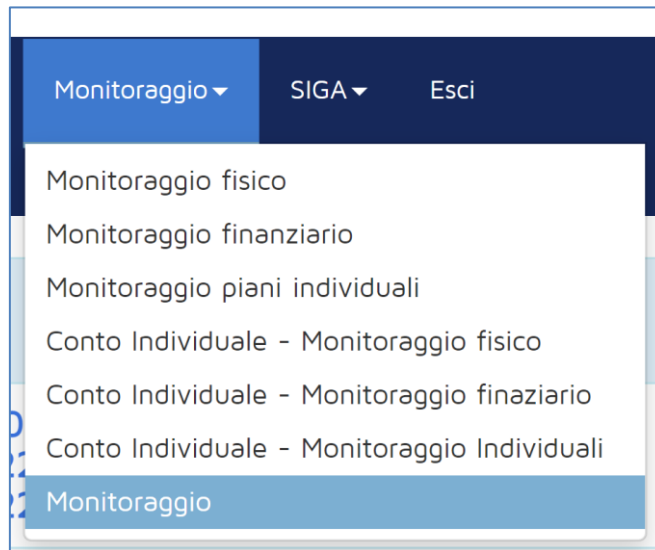 Monitoraggio SIGA Esci
Monitoraggio fisico
Monitoraggio finanziario
Monitoraggio piani individuali
Conto Individuale - Monitoraggio fisico
Conto Individuale - Monitoraggio finaziario
Conto Individuale - Monitoraggio Individuali
Monitoraggio